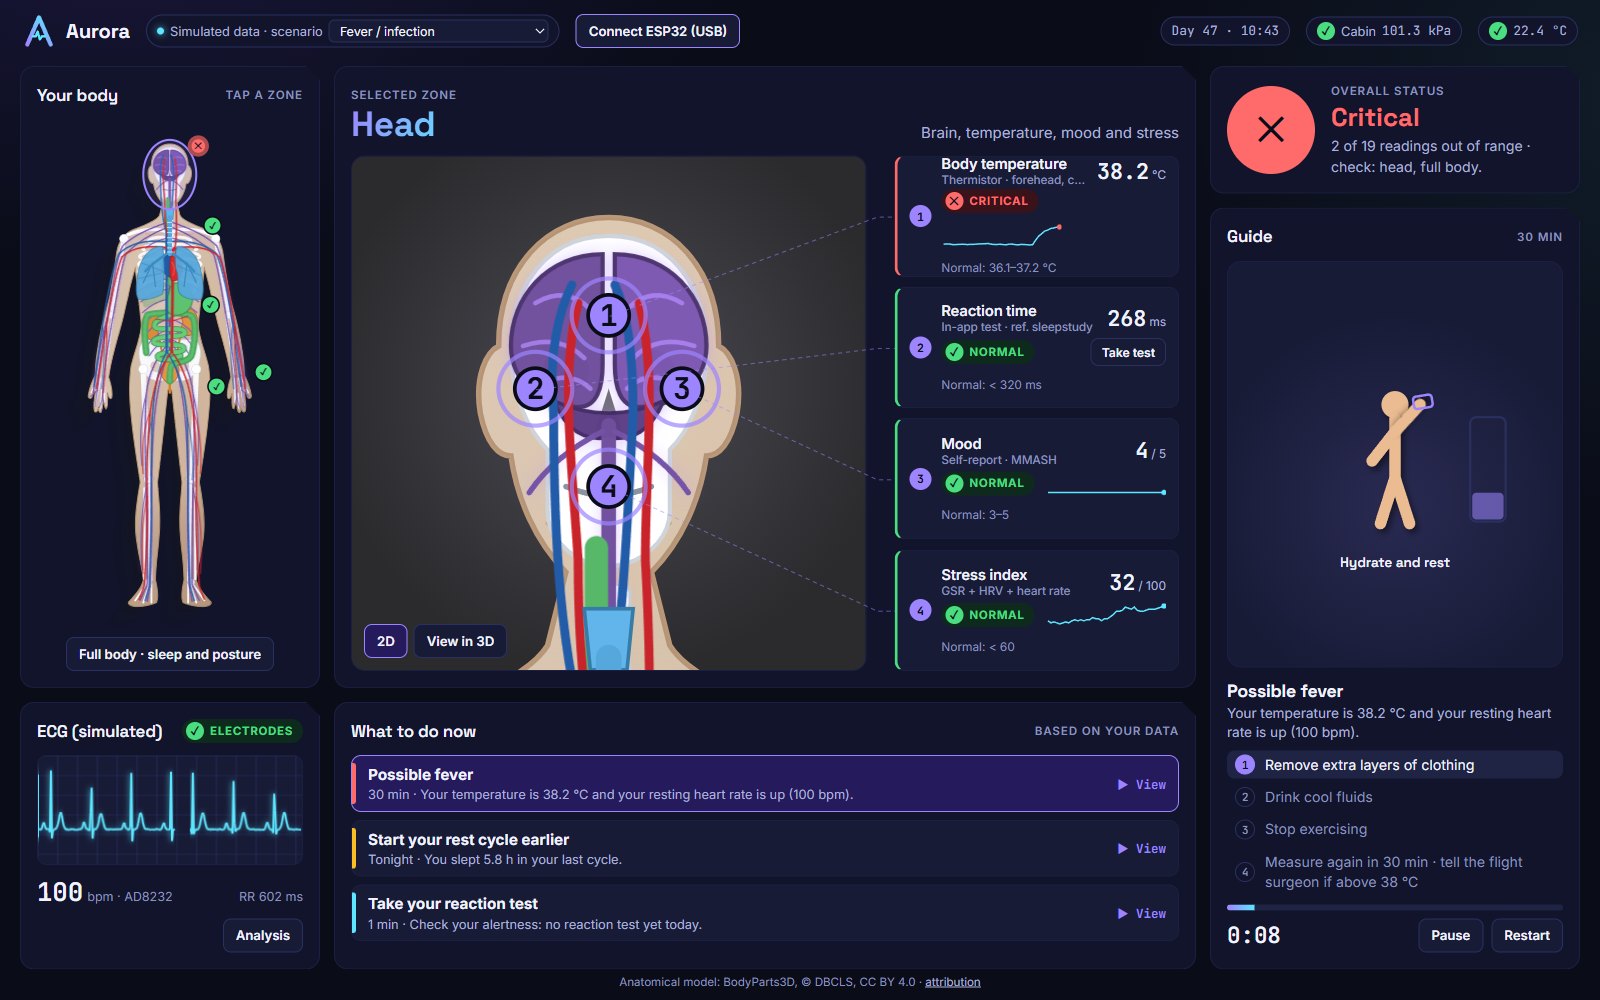 Aurora
Simulated data · scenario
Fever / infection
Connect ESP32 (USB)
Day 47 · 10:43
Cabin 101.3 kPa
22.4 °C
Your body
TAP A ZONE
Full body · sleep and posture
SELECTED ZONE
Head
Brain, temperature, mood and stress
1
2
3
4
2D
View in 3D
1
Body temperature
Thermistor · forehead, c...
38.2 °C
CRITICAL
Normal: 36.1–37.2 °C
2
Reaction time
In-app test · ref. sleepstudy
268 ms
NORMAL
Take test
Normal: < 320 ms
3
Mood
Self-report · MMASH
4 / 5
NORMAL
Normal: 3–5
4
Stress index
GSR + HRV + heart rate
32 / 100
NORMAL
Normal: < 60
OVERALL STATUS
Critical
2 of 19 readings out of range ·
check: head, full body.
Guide
30 MIN
Hydrate and rest
Possible fever
Your temperature is 38.2 °C and your resting heart
rate is up (100 bpm).
1 Remove extra layers of clothing
2 Drink cool fluids
3 Stop exercising
4 Measure again in 30 min · tell the flight
surgeon if above 38 °C
0:08
Pause
Restart
ECG (simulated)
ELECTRODES
100 bpm · AD8232
RR 602 ms
Analysis
What to do now
BASED ON YOUR DATA
Possible fever
30 min · Your temperature is 38.2 °C and your resting heart rate is up (100 bpm).
View
Start your rest cycle earlier
Tonight · You slept 5.8 h in your last cycle.
View
Take your reaction test
1 min · Check your alertness: no reaction test yet today.
View
Anatomical model: BodyParts3D, © DBCLS, CC BY 4.0 · attribution